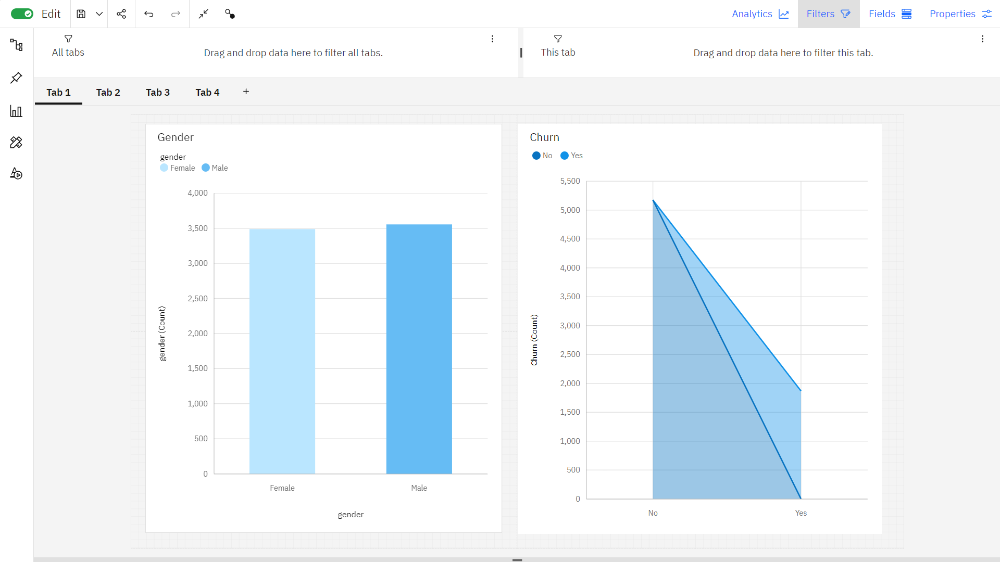 Edit
Analytics
Filters
Fields
Properties
All tabs
Drag and drop data here to filter all tabs.
This tab
Drag and drop data here to filter this tab.
Tab 1
Tab 2
Tab 3
Tab 4
+
Gender
gender
Female
Male
4,000
3,500
3,000
2,500
2,000
1,500
1,000
500
0
gender (Count)
Female
Male
gender
Churn
No
Yes
5,500
5,000
4,500
4,000
3,500
3,000
2,500
2,000
1,500
1,000
500
0
Churn (Count)
No
Yes